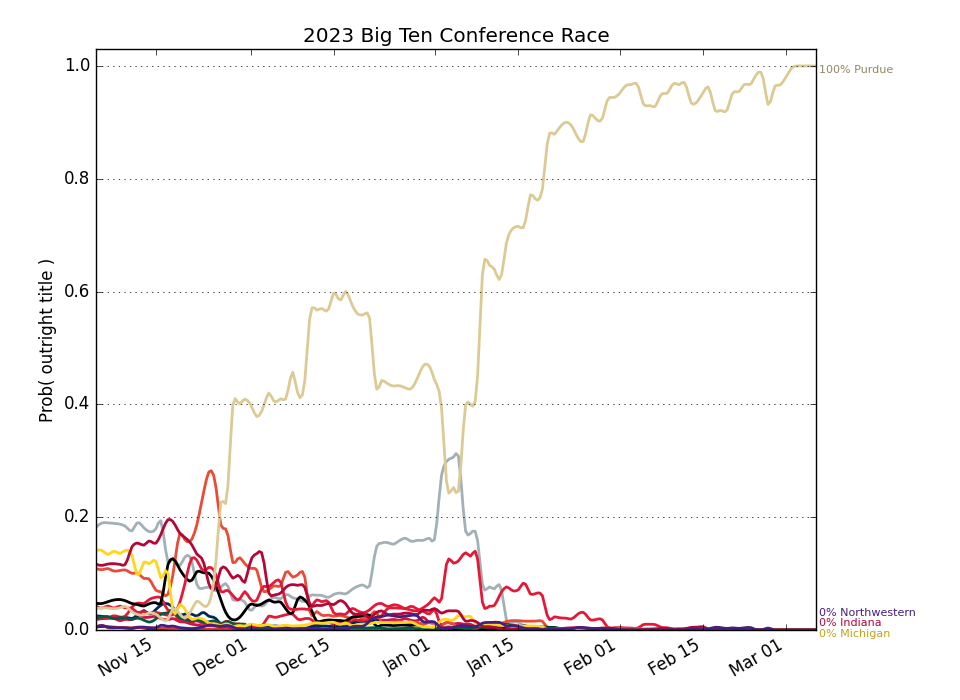 2023 Big Ten Conference Race
1.0
100% Purdue
0.8
0.6
Prob( outright title )
0.4
0.2
0% Northwestern
0% Indiana
0.0
0% Michigan
Nov 15
Dec 01
Dec 15
Jan 01
Jan 15
Feb 01
Feb 15
Mar 01